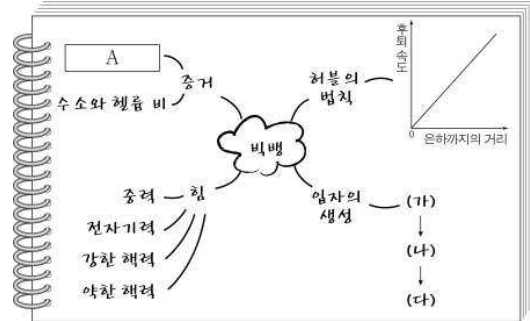 A
증거
수소와 헬륨 비
허블의
법칙
후퇴 속도
0
은하까지의 거리
빅뱅
중력
힘
전자기력
강한 핵력
약한 핵력
입자의
생성
(가)
(나)
(다)